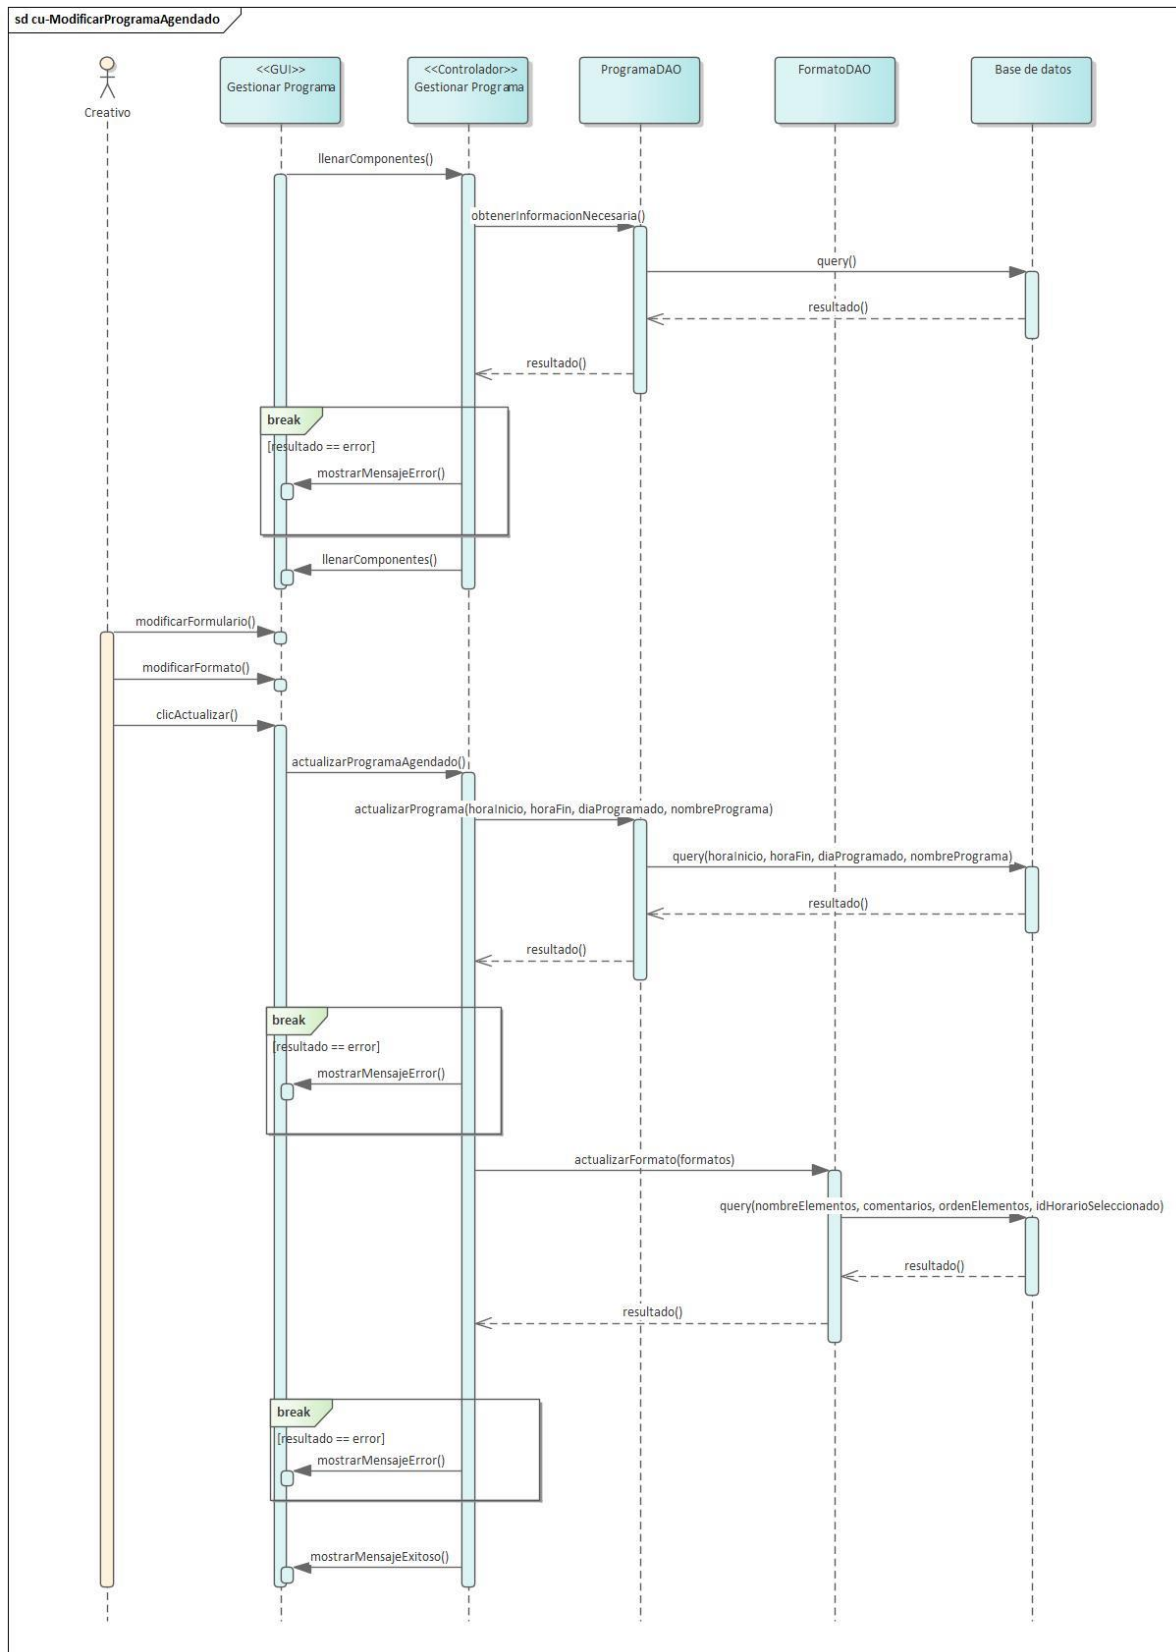 sd cu-ModificarProgramaAgendado
Creativo
<<GUI>>
Gestionar Programa
<<Controlador>>
Gestionar Programa
ProgramaDAO
FormatoDAO
Base de datos
llenarComponentes()
obtenerInformacionNecesaria()
query()
resultado()
resultado()
break
[resultado == error]
mostrarMensajeError()
llenarComponentes()
modificarFormulario()
modificarFormato()
clicActualizar()
actualizarProgramaAgendado()
actualizarPrograma(horaInicio, horaFin, diaProgramado, nombrePrograma)
query(horaInicio, horaFin, diaProgramado, nombrePrograma)
resultado()
resultado()
break
[resultado == error]
mostrarMensajeError()
actualizarFormato(formatos)
query(nombreElementos, comentarios, ordenElementos, idHorarioSeleccionado)
resultado()
resultado()
break
[resultado == error]
mostrarMensajeError()
mostrarMensajeExitoso()